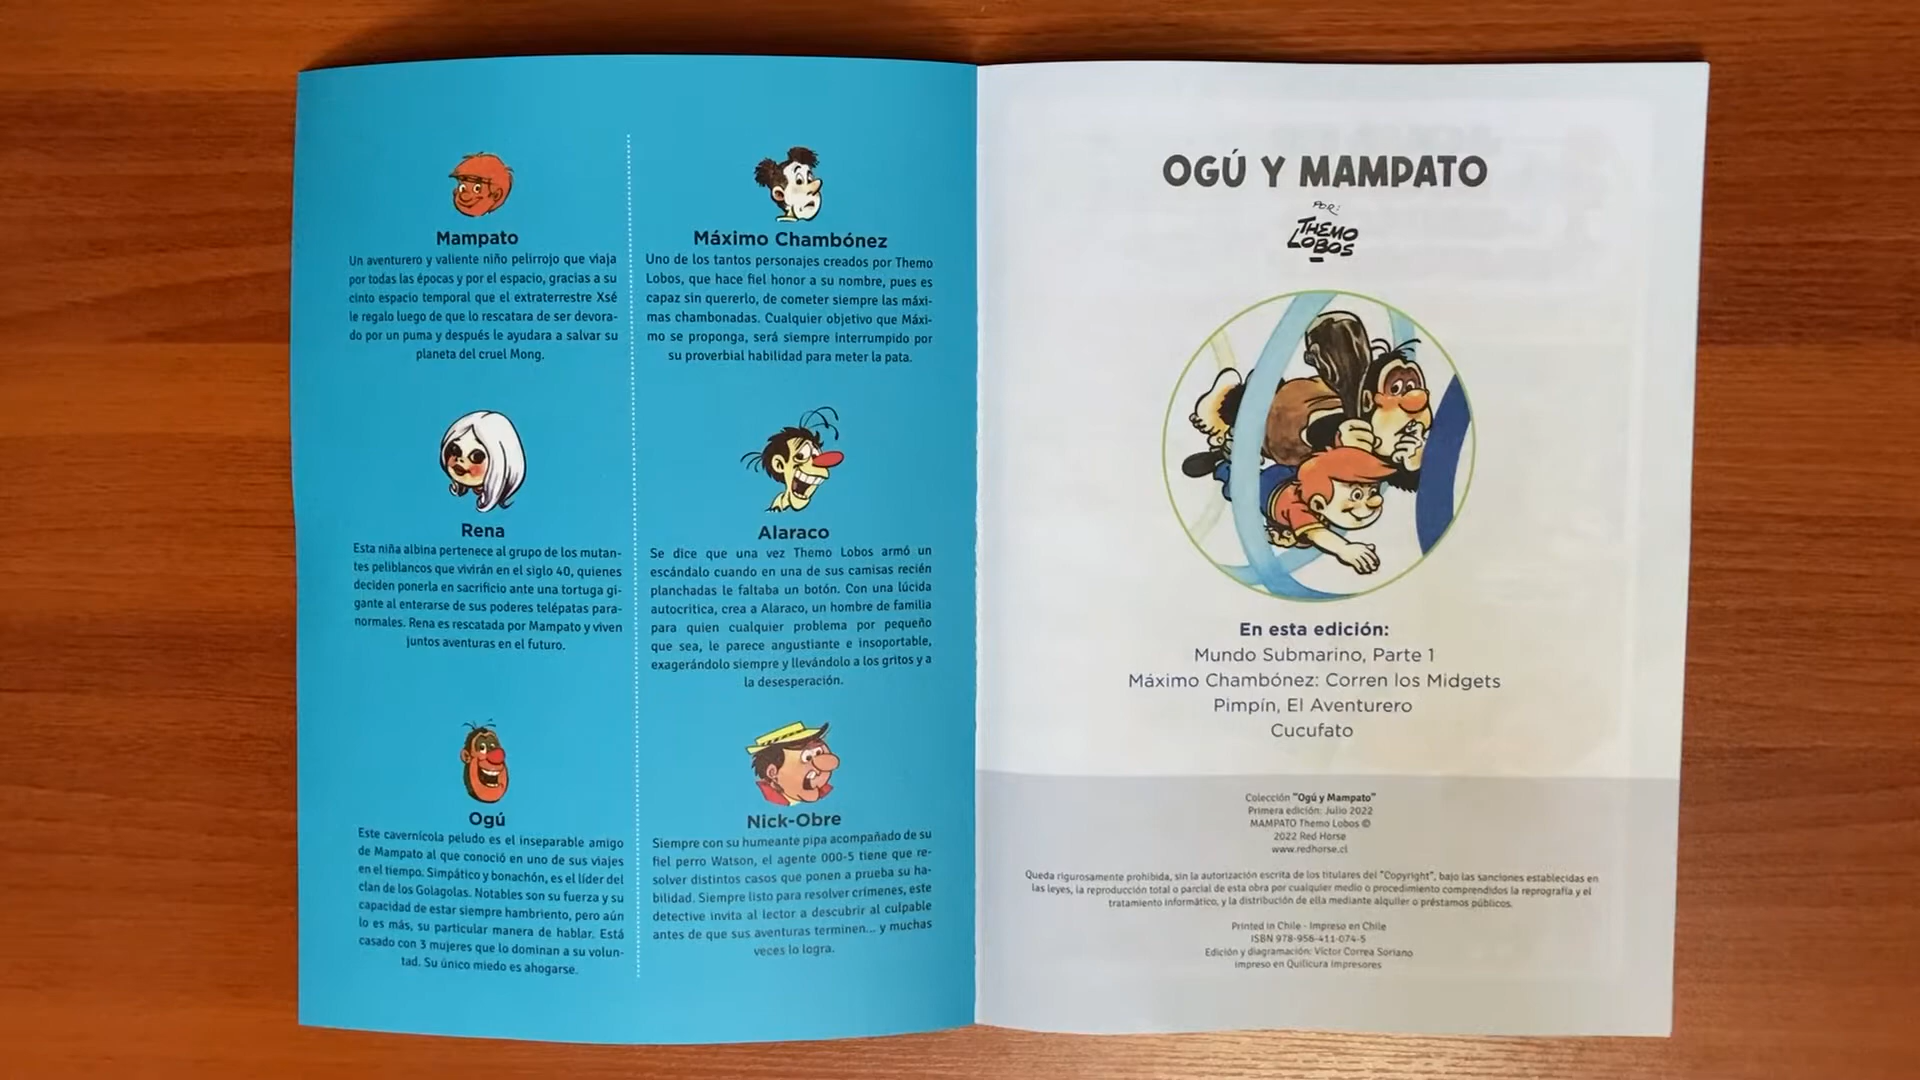 Mampato
Un aventurero y valiente niño pelirrojo que viaja
por todas las épocas y por el espacio, gracias a su
cinto espacio temporal que el extraterrestre Xsé
le regalo luego de que lo rescatara de ser devora-
do por un puma y después le ayudara a salvar su
planeta del cruel Mong.
Rena
Esta niña albina pertenece al grupo de los mutan-
tes peliblancos que vivirán en el siglo 40, quienes
deciden ponerla en sacrificio ante una tortuga gi-
gante al enterarse de sus poderes telépatas para-
normales. Rena es rescatada por Mampato y viven
juntos aventuras en el futuro.
Ogú
Este cavernícola peludo es el inseparable amigo
de Mampato al que conoció en uno de sus viajes
en el tiempo. Simpático y bonachón, es el líder del
clan de los Golagolas. Notables son su fuerza y su
capacidad de estar siempre hambriento, pero aún
lo es más, su particular manera de hablar. Está
casado con 3 mujeres que lo dominan a su volun-
tad. Su único miedo es ahogarse.
Máximo Chambónez
Uno de los tantos personajes creados por Themo
Lobos, que hace fiel honor a su nombre, pues es
capaz sin quererlo, de cometer siempre las máxi-
mas chambonadas. Cualquier objetivo que Máxi-
mo se proponga, será siempre interrumpido por
su proverbial habilidad para meter la pata.
Alaraco
Se dice que una vez Themo Lobos armó un
escándalo cuando en una de sus camisas recién
planchadas le faltaba un botón. Con una lúcida
autocrítica, crea a Alaraco, un hombre de familia
para quien cualquier problema por pequeño
que sea, le parece angustiante e insoportable,
exagerándolo siempre y llevándolo a los gritos y a
la desesperación.
Nick-Obre
Siempre con su humeante pipa acompañado de su
fiel perro Watson, el agente 000-5 tiene que re-
solver distintos casos que ponen a prueba su ha-
bilidad. Siempre listo para resolver crímenes, este
detective invita al lector a descubrir al culpable
antes de que sus aventuras terminen... y muchas
veces lo logra.
OGÚ Y MAMPATO
POR:
THEMO
LOBOS
En esta edición:
Mundo Submarino, Parte 1
Máximo Chambónez: Corren los Midgets
Pimpín, El Aventurero
Cucufato
Colección "Ogú y Mampato"
Primera edición: Julio 2022
MAMPATO Themo Lobos ©
2022 Red Horse
www.redhorse.cl
Queda rigurosamente prohibida, sin la autorización escrita de los titulares del "Copyright", bajo las sanciones establecidas en
las leyes, la reproducción total o parcial de esta obra por cualquier medio o procedimiento comprendidos la reprografía y el
tratamiento informático, y la distribución de ella mediante alquiler o préstamos públicos.
Printed in Chile - Impreso en Chile
ISBN 978-956-411-074-5
Edición y diagramación: Víctor Correa Soriano
Impreso en Quilicura Impresores